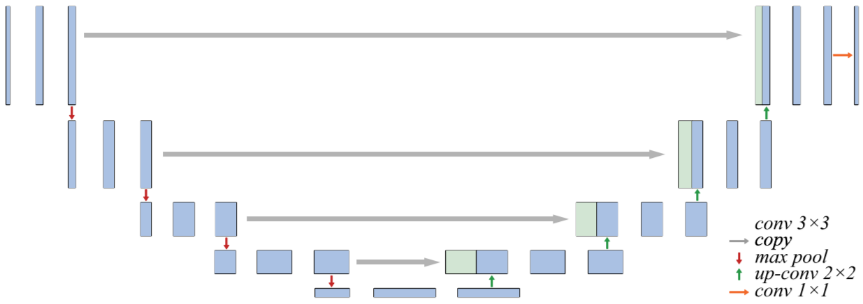 conv 3×3
copy
max pool
up-conv 2×2
conv 1×1